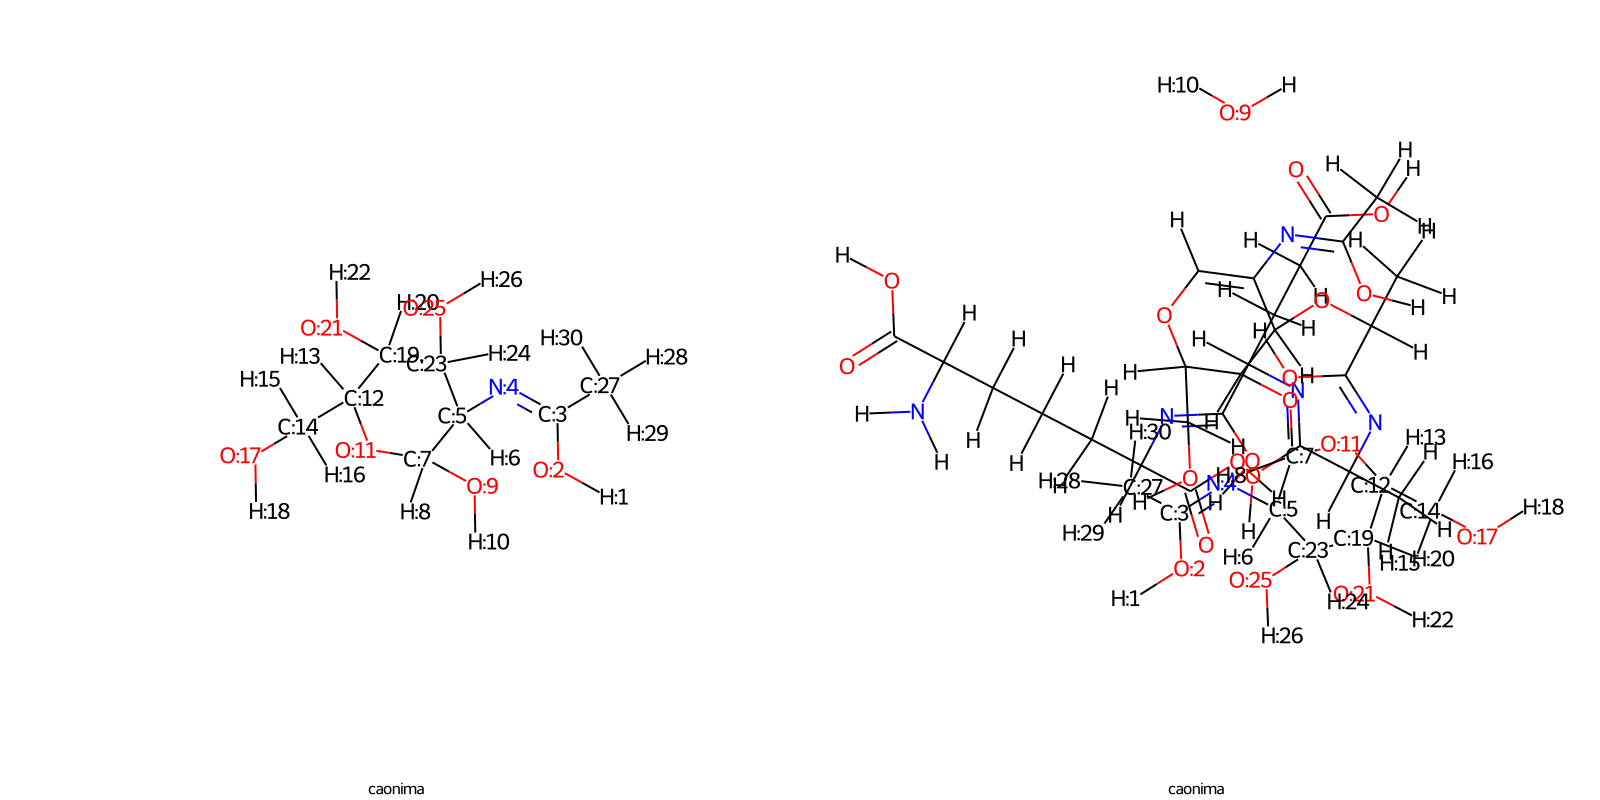 H:22
H:26
H:20
O:25
O:21
H:13
C:19
H:24
H:30
H:28
C:23
H:15
C:12
N:4
C:27
C:14
C:5
C:3
H:29
O:17
O:11
C:7
H:6
O:2
H:16
O:9
H:1
H:18
H:8
H:10
caonima
H:10
H
O:9
H
H
H
O
O
H
H
H
H
H
N
H
H
O
H
O
H
H
H
O
O
H
H
H
H
H
O
H
O
H
H
H
H
O
N
O
H
N
H
H
N
N
H
H:30
H
O:11
H:13
H
H
C:7
H:16
H:28
C:27
H:8
N:4
C:12
C:14
H:18
H:29
C:3
C:5
O:17
O
H:6
C:23
C:19
H:15
H:20
O:2
O:25
H:1
H:24
O:21
H:22
H:26
caonima